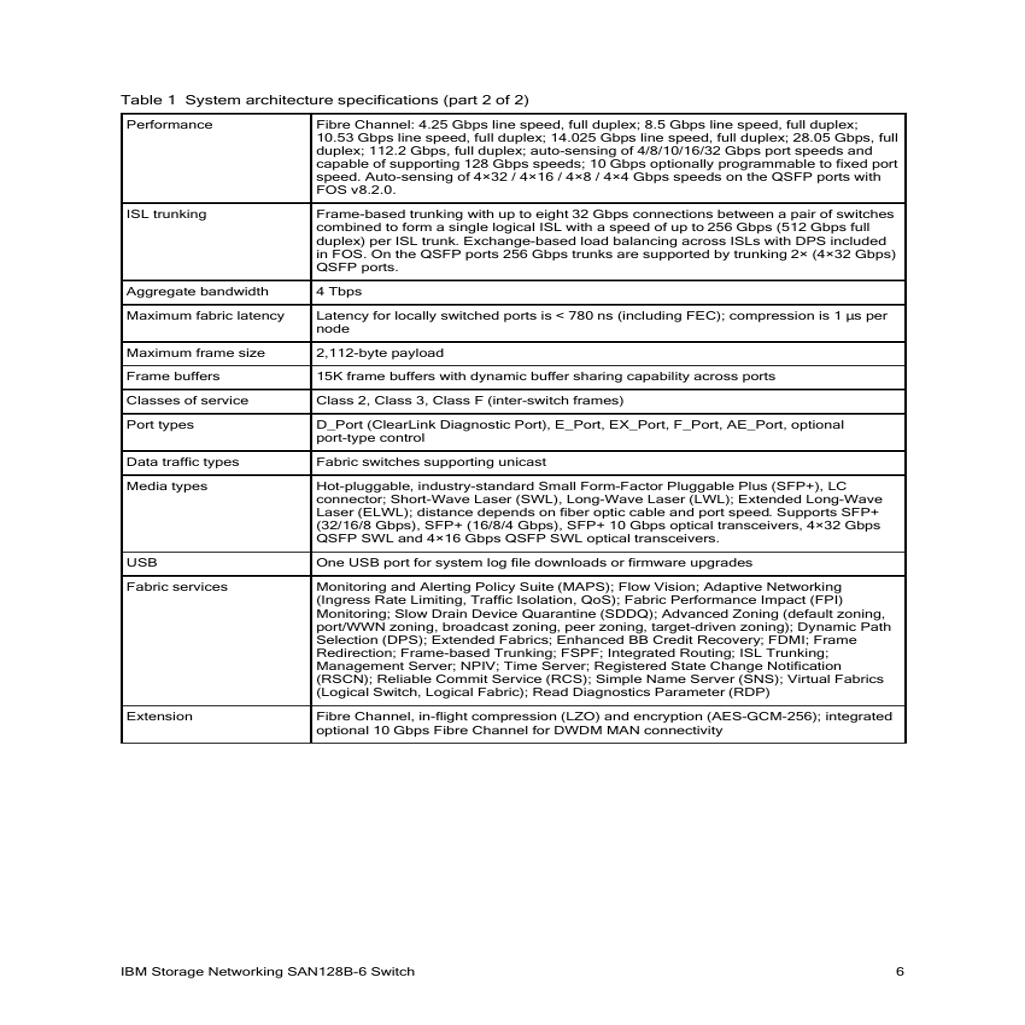 Table 1  System architecture specifications (part 2 of 2)
Performance
Fibre Channel: 4.25 Gbps line speed, full duplex; 8.5 Gbps line speed, full duplex;
10.53 Gbps line speed, full duplex; 14.025 Gbps line speed, full duplex; 28.05 Gbps, full
duplex; 112.2 Gbps, full duplex; auto-sensing of 4/8/10/16/32 Gbps port speeds and
capable of supporting 128 Gbps speeds; 10 Gbps optionally programmable to fixed port
speed. Auto-sensing of 4×32 / 4×16 / 4×8 / 4×4 Gbps speeds on the QSFP ports with
FOS v8.2.0.
ISL trunking
Frame-based trunking with up to eight 32 Gbps connections between a pair of switches
combined to form a single logical ISL with a speed of up to 256 Gbps (512 Gbps full
duplex) per ISL trunk. Exchange-based load balancing across ISLs with DPS included
in FOS. On the QSFP ports 256 Gbps trunks are supported by trunking 2× (4×32 Gbps)
QSFP ports.
Aggregate bandwidth
4 Tbps
Maximum fabric latency
Latency for locally switched ports is < 780 ns (including FEC); compression is 1 µs per
node
Maximum frame size
2,112-byte payload
Frame buffers
15K frame buffers with dynamic buffer sharing capability across ports
Classes of service
Class 2, Class 3, Class F (inter-switch frames)
Port types
D_Port (ClearLink Diagnostic Port), E_Port, EX_Port, F_Port, AE_Port, optional
port-type control
Data traffic types
Fabric switches supporting unicast
Media types
Hot-pluggable, industry-standard Small Form-Factor Pluggable Plus (SFP+), LC
connector; Short-Wave Laser (SWL), Long-Wave Laser (LWL); Extended Long-Wave
Laser (ELWL); distance depends on fiber optic cable and port speed. Supports SFP+
(32/16/8 Gbps), SFP+ (16/8/4 Gbps), SFP+ 10 Gbps optical transceivers, 4×32 Gbps
QSFP SWL and 4×16 Gbps QSFP SWL optical transceivers.
USB
One USB port for system log file downloads or firmware upgrades
Fabric services
Monitoring and Alerting Policy Suite (MAPS); Flow Vision; Adaptive Networking
(Ingress Rate Limiting, Traffic Isolation, QoS); Fabric Performance Impact (FPI)
Monitoring; Slow Drain Device Quarantine (SDDQ); Advanced Zoning (default zoning,
port/WWN zoning, broadcast zoning, peer zoning, target-driven zoning); Dynamic Path
Selection (DPS); Extended Fabrics; Enhanced BB Credit Recovery; FDMI; Frame
Redirection; Frame-based Trunking; FSPF; Integrated Routing; ISL Trunking;
Management Server; NPIV; Time Server; Registered State Change Notification
(RSCN); Reliable Commit Service (RCS); Simple Name Server (SNS); Virtual Fabrics
(Logical Switch, Logical Fabric); Read Diagnostics Parameter (RDP)
Extension
Fibre Channel, in-flight compression (LZO) and encryption (AES-GCM-256); integrated
optional 10 Gbps Fibre Channel for DWDM MAN connectivity
IBM Storage Networking SAN128B-6 Switch
6